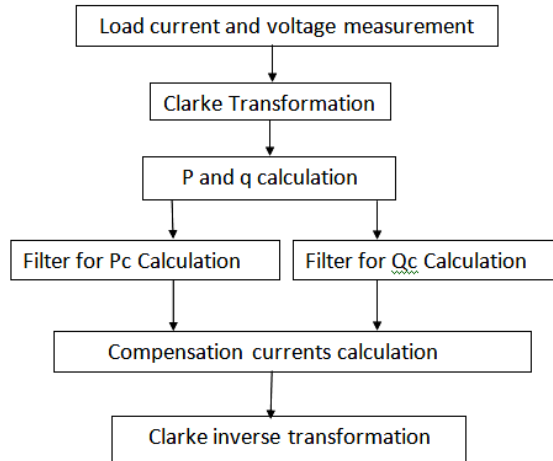 Load current and voltage measurement
Clarke Transformation
P and q calculation
Filter for Pc Calculation
Filter for Qc Calculation
Compensation currents calculation
Clarke inverse transformation